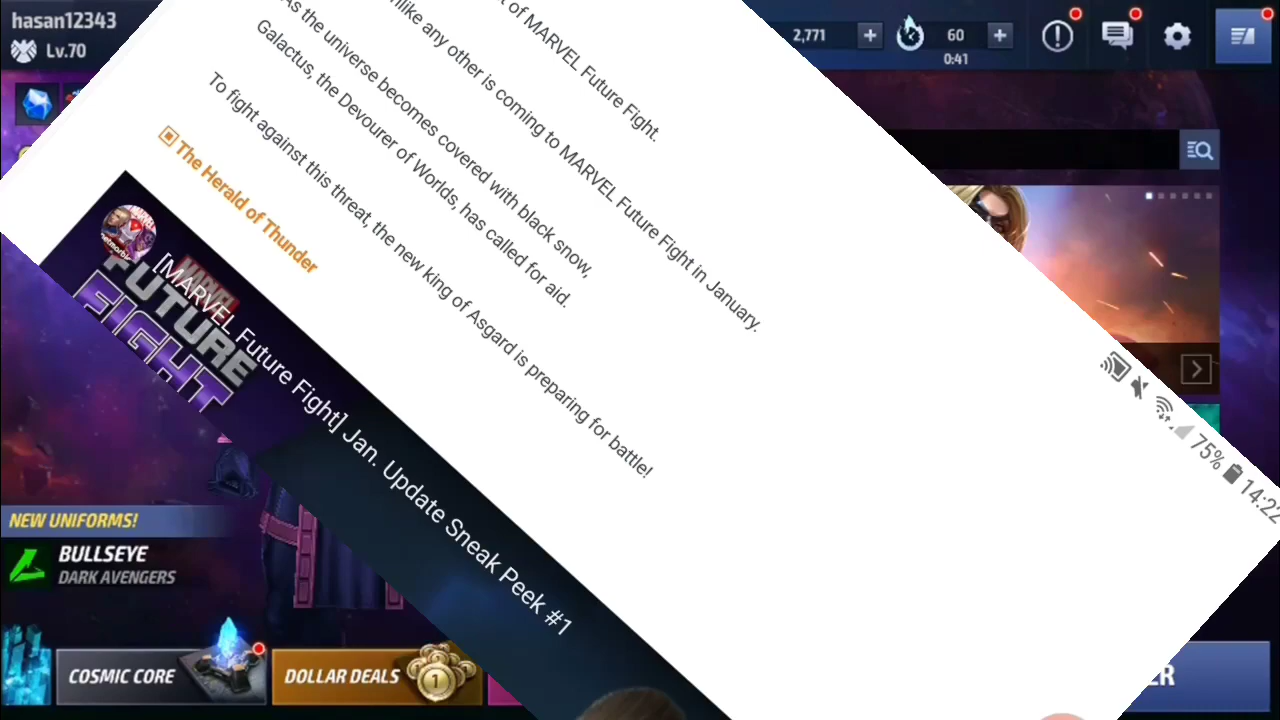 hasan12343
Lv.70
2,771
60
0:41
t of MARVEL Future Fight.
nlike any other is coming to MARVEL Future Fight in January.
As the universe becomes covered with black snow,
Galactus, the Devourer of Worlds, has called for aid.
To fight against this threat, the new king of Asgard is preparing for battle!
The Herald of Thunder
[MARVEL Future Fight] Jan. Update Sneak Peek #1
MARVEL
FUTURE
FIGHT
75% 14:22
NEW UNIFORMS!
BULLSEYE
DARK AVENGERS
COSMIC CORE
DOLLAR DEALS
1
ER